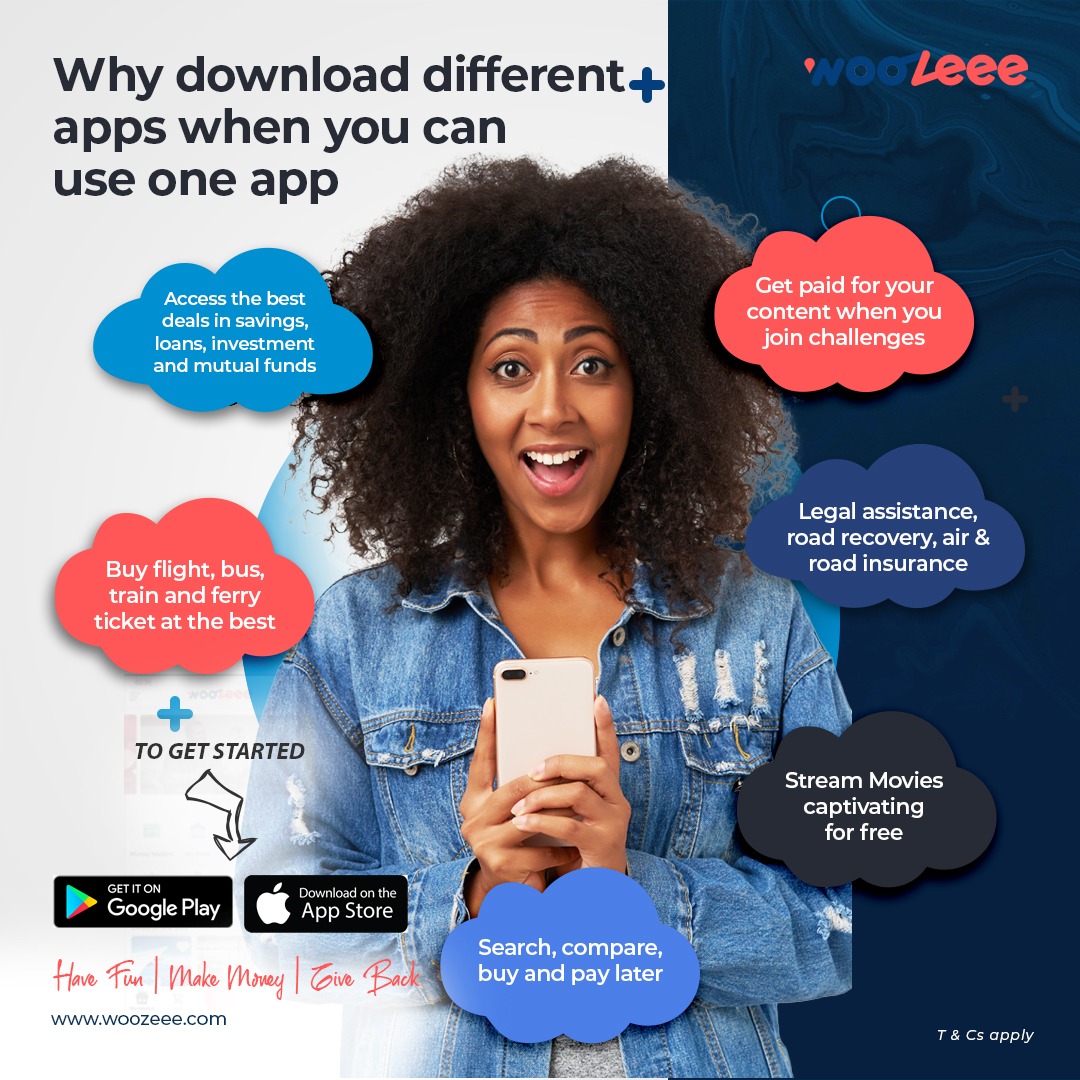 Why download different
apps when you can
use one app
wooZeee
Access the best
deals in savings,
loans, investment
and mutual funds
Get paid for your
content when you
join challenges
Legal assistance,
road recovery, air &
road insurance
Buy flight, bus,
train and ferry
ticket at the best
TO GET STARTED
Stream Movies
captivating
for free
GET IT ON
Google Play
Download on the
App Store
Search, compare,
buy and pay later
Have Fun | Make Money | Give Back
www.woozeee.com
T & Cs apply